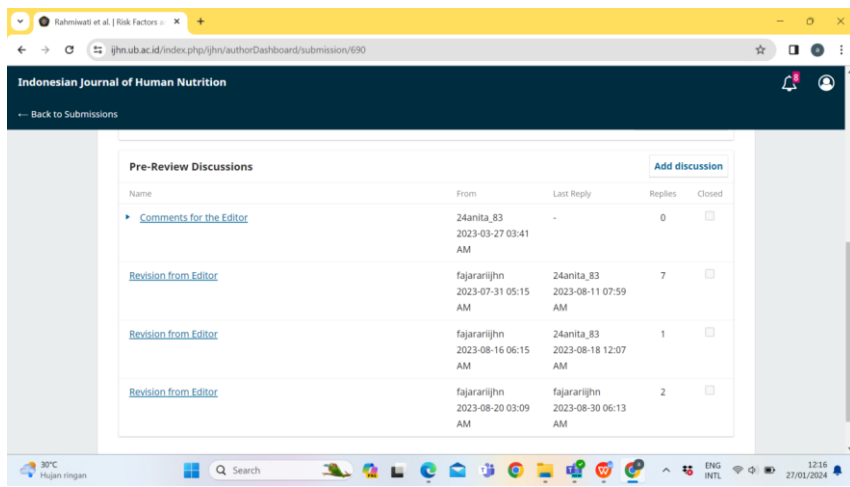 Rahmiwati et al. | Risk Factors a
ijhn.ub.ac.id/index.php/ijhn/authorDashboard/submission/690
Indonesian Journal of Human Nutrition
8
← Back to Submissions
Pre-Review Discussions
Add discussion
Name From Last Reply Replies Closed
Comments for the Editor 24anita_83 - 0
2023-03-27 03:41
AM
Revision from Editor fajarariijhn 24anita_83 7
2023-07-31 05:15 2023-08-11 07:59
AM AM
Revision from Editor fajarariijhn 24anita_83 1
2023-08-16 06:15 2023-08-18 12:07
AM AM
Revision from Editor fajarariijhn fajarariijhn 2
2023-08-20 03:09 2023-08-30 06:13
AM AM
30°C
Hujan ringan
Search
ENG
INTL
12:16
27/01/2024